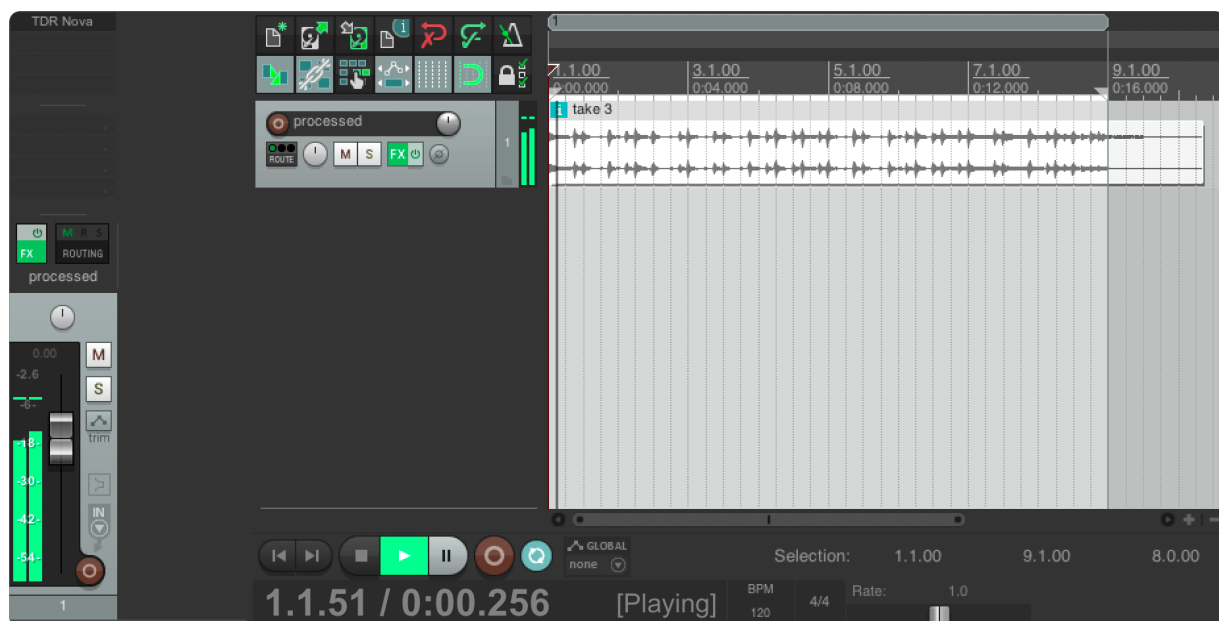 TDR Nova
1
1.1.00 3.1.00 5.1.00 7.1.00 9.1.00
0:00.000 0:04.000 0:08.000 0:12.000 0:16.000
i take 3
processed
1
ROUTE M S FX
FX
M R S
ROUTING
processed
0.00
M
-2.6
S
-6-
trim
-18-
-30-
IN
-42-
-54-
1
GLOBAL
none
Selection: 1.1.00 9.1.00 8.0.00
1.1.51 / 0:00.256 [Playing]
BPM
120
4/4
Rate: 1.0